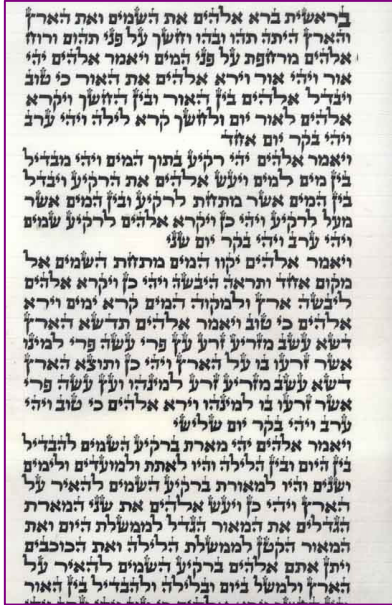 בראשית ברא אלהים את השמים ואת הארץ
והארץ היתה תהו ובהו וחשך על פני תהום ורוח
אלהים מרחפת על פני המים ויאמר אלהים יהי
אור ויהי אור וירא אלהים את האור כי טוב
ויבדל אלהים בין האור ובין החשך ויקרא
אלהים לאור יום ולחשך קרא לילה ויהי ערב
ויהי בקר יום אחד
ויאמר אלהים יהי רקיע בתוך המים ויהי מבדיל
בין מים למים ויעש אלהים את הרקיע ויבדל
בין המים אשר מתחת לרקיע ובין המים אשר
מעל לרקיע ויהי כן ויקרא אלהים לרקיע שמים
ויהי ערב ויהי בקר יום שני
ויאמר אלהים יקוו המים מתחת השמים אל
מקום אחד ותראה היבשה ויהי כן ויקרא אלהים
ליבשה ארץ ולמקוה המים קרא ימים וירא
אלהים כי טוב ויאמר אלהים תדשא הארץ
דשא עשב מזריע זרע עץ פרי עשה פרי למינו
אשר זרעו בו על הארץ ויהי כן ותוצא הארץ
דשא עשב מזריע זרע למינהו ועץ עשה פרי
אשר זרעו בו למינהו וירא אלהים כי טוב ויהי
ערב ויהי בקר יום שלישי
ויאמר אלהים יהי מארת ברקיע השמים להבדיל
בין היום ובין הלילה והיו לאתת ולמועדים ולימים
ושנים והיו למאורת ברקיע השמים להאיר על
הארץ ויהי כן ויעש אלהים את שני המארת
הגדלים את המאור הגדל לממשלת היום ואת
המאור הקטן לממשלת הלילה ואת הכוכבים
ויתן אתם אלהים ברקיע השמים להאיר על
הארץ ולמשל ביום ובלילה ולהבדיל בין האור